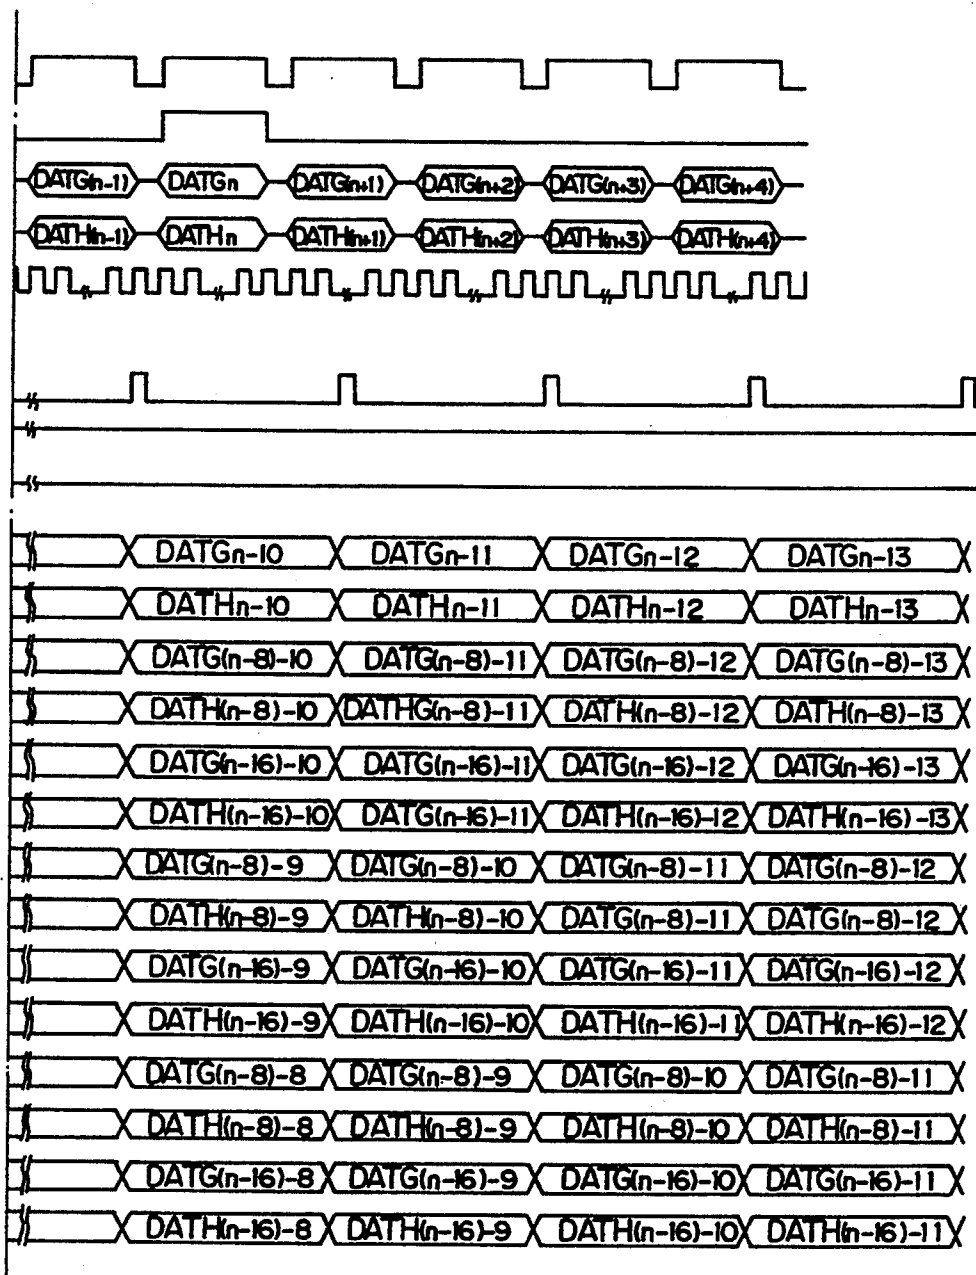 DATG(n-1) DATGn DATG(n+1) DATG(n+2) DATG(n+3) DATG(n+4)
DATH(n-1) DATHn DATH(n+1) DATH(n+2) DATH(n+3) DATH(n+4)
DATGn-10 DATGn-11 DATGn-12 DATGn-13
DATHn-10 DATHn-11 DATHn-12 DATHn-13
DATG(n-8)-10 DATG(n-8)-11 DATG(n-8)-12 DATG(n-8)-13
DATH(n-8)-10 DATHG(n-8)-11 DATH(n-8)-12 DATH(n-8)-13
DATG(n-16)-10 DATG(n-16)-11 DATG(n-16)-12 DATG(n-16)-13
DATH(n-16)-10 DATG(n-16)-11 DATH(n-16)-12 DATH(n-16)-13
DATG(n-8)-9 DATG(n-8)-10 DATG(n-8)-11 DATG(n-8)-12
DATH(n-8)-9 DATH(n-8)-10 DATG(n-8)-11 DATG(n-8)-12
DATG(n-16)-9 DATG(n-16)-10 DATG(n-16)-11 DATG(n-16)-12
DATH(n-16)-9 DATH(n-16)-10 DATH(n-16)-11 DATH(n-16)-12
DATG(n-8)-8 DATG(n-8)-9 DATG(n-8)-10 DATG(n-8)-11
DATH(n-8)-8 DATH(n-8)-9 DATH(n-8)-10 DATH(n-8)-11
DATG(n-16)-8 DATG(n-16)-9 DATG(n-16)-10 DATG(n-16)-11
DATH(n-16)-8 DATH(n-16)-9 DATH(n-16)-10 DATH(n-16)-11